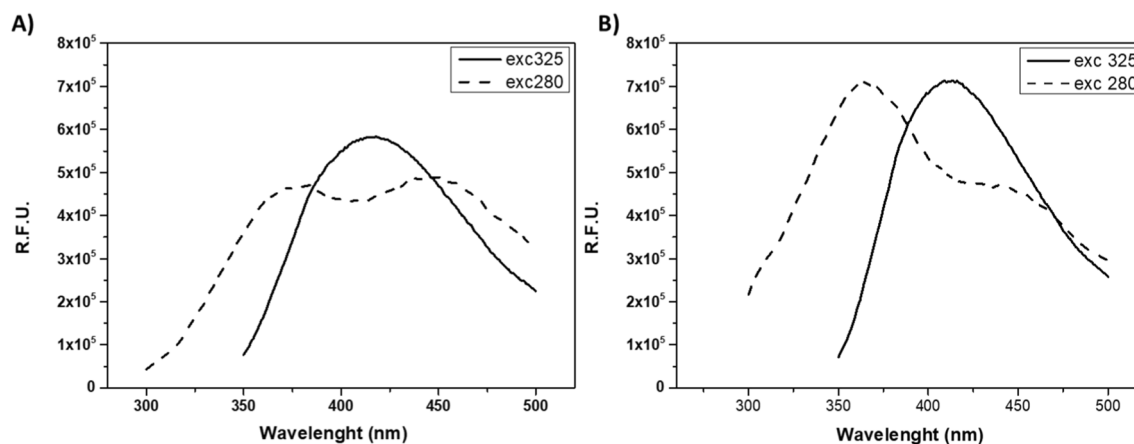 A)
8x10⁵
7x10⁵
6x10⁵
5x10⁵
4x10⁵
3x10⁵
2x10⁵
1x10⁵
0
R.F.U.
exc325
exc280
300
350
400
450
500
Wavelenght (nm)
B)
8x10⁵
7x10⁵
6x10⁵
5x10⁵
4x10⁵
3x10⁵
2x10⁵
1x10⁵
0
R.F.U.
exc 325
exc 280
300
350
400
450
500
Wavelenght (nm)